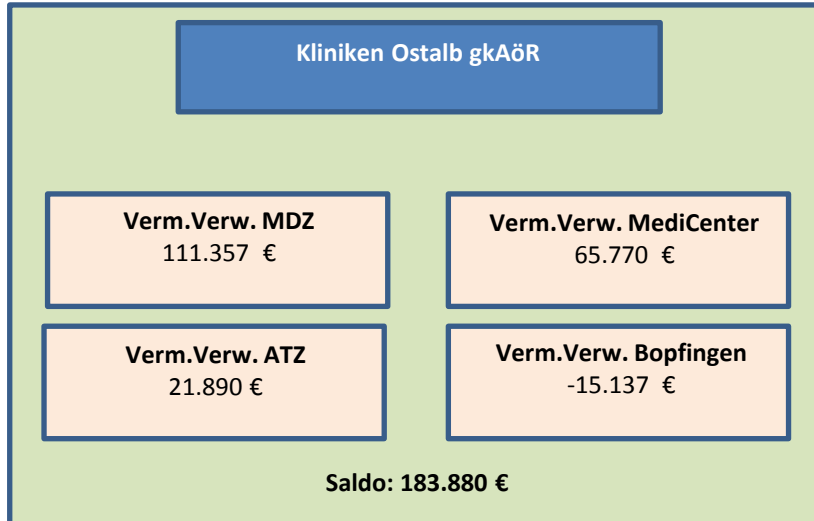 Kliniken Ostalb gkAöR
Verm.Verw. MDZ
111.357 €
Verm.Verw. MediCenter
65.770 €
Verm.Verw. ATZ
21.890 €
Verm.Verw. Bopfingen
-15.137 €
Saldo: 183.880 €